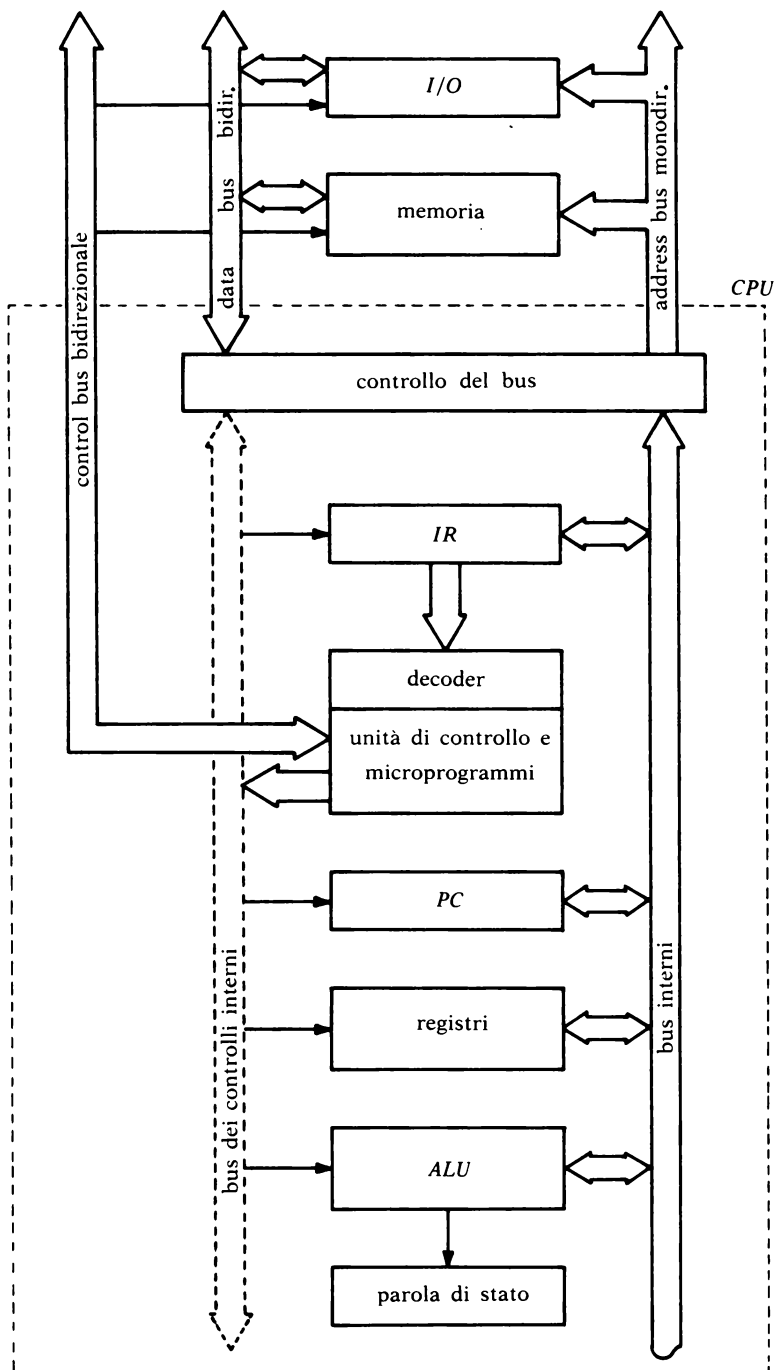 I/O
data bus bidir.
address bus monodir.
memoria
control bus bidirezionale
CPU
controllo del bus
IR
decoder
unità di controllo e
microprogrammi
PC
bus interni
registri
bus dei controlli interni
ALU
parola di stato